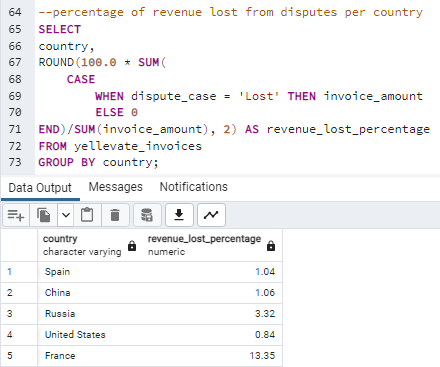 64 --percentage of revenue lost from disputes per country
65 SELECT
66 country,
67 ROUND(100.0 * SUM(
68 CASE
69 WHEN dispute_case = 'Lost' THEN invoice_amount
70 ELSE 0
71 END)/SUM(invoice_amount), 2) AS revenue_lost_percentage
72 FROM yellevate_invoices
73 GROUP BY country;
Data Output Messages Notifications
country revenue_lost_percentage
character varying numeric
1 Spain 1.04
2 China 1.06
3 Russia 3.32
4 United States 0.84
5 France 13.35